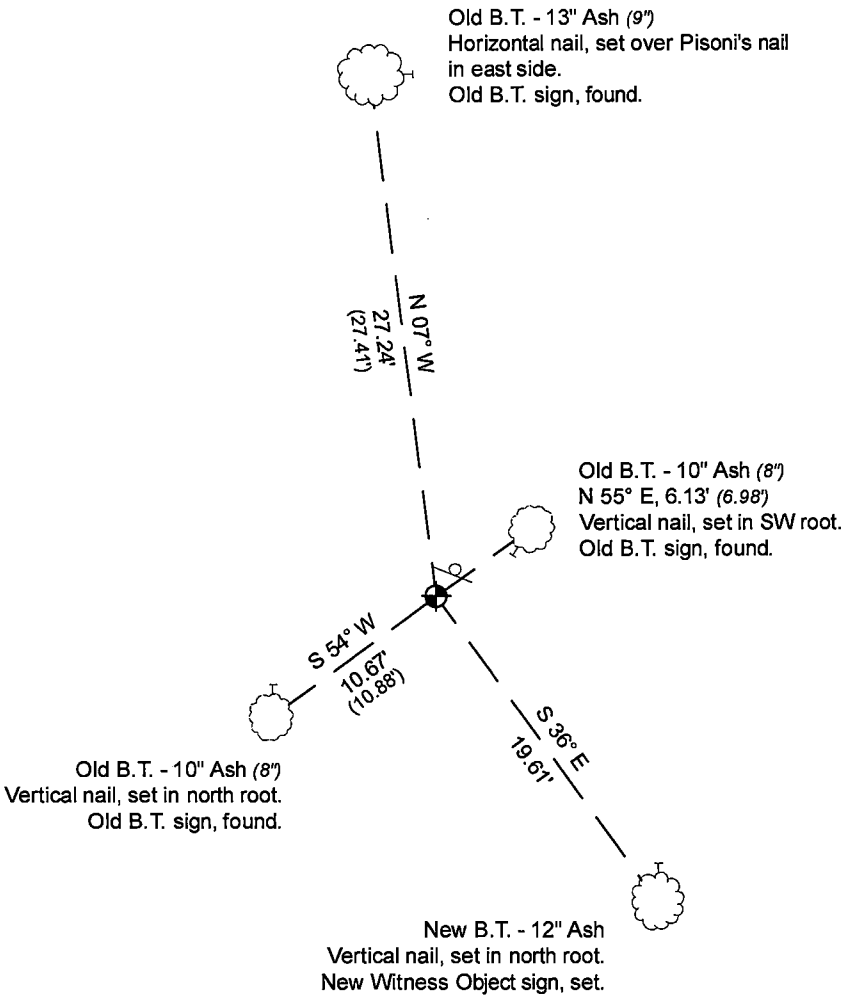 Old B.T. - 13" Ash (9")
Horizontal nail, set over Pisoni's nail
in east side.
Old B.T. sign, found.
N 07° W
27.24'
(27.41')
Old B.T. - 10" Ash (8")
N 55° E, 6.13' (6.98')
Vertical nail, set in SW root.
Old B.T. sign, found.
S 54° W
10.67'
(10.88')
S 36° E
19.61'
Old B.T. - 10" Ash (8")
Vertical nail, set in north root.
Old B.T. sign, found.
New B.T. - 12" Ash
Vertical nail, set in north root.
New Witness Object sign, set.